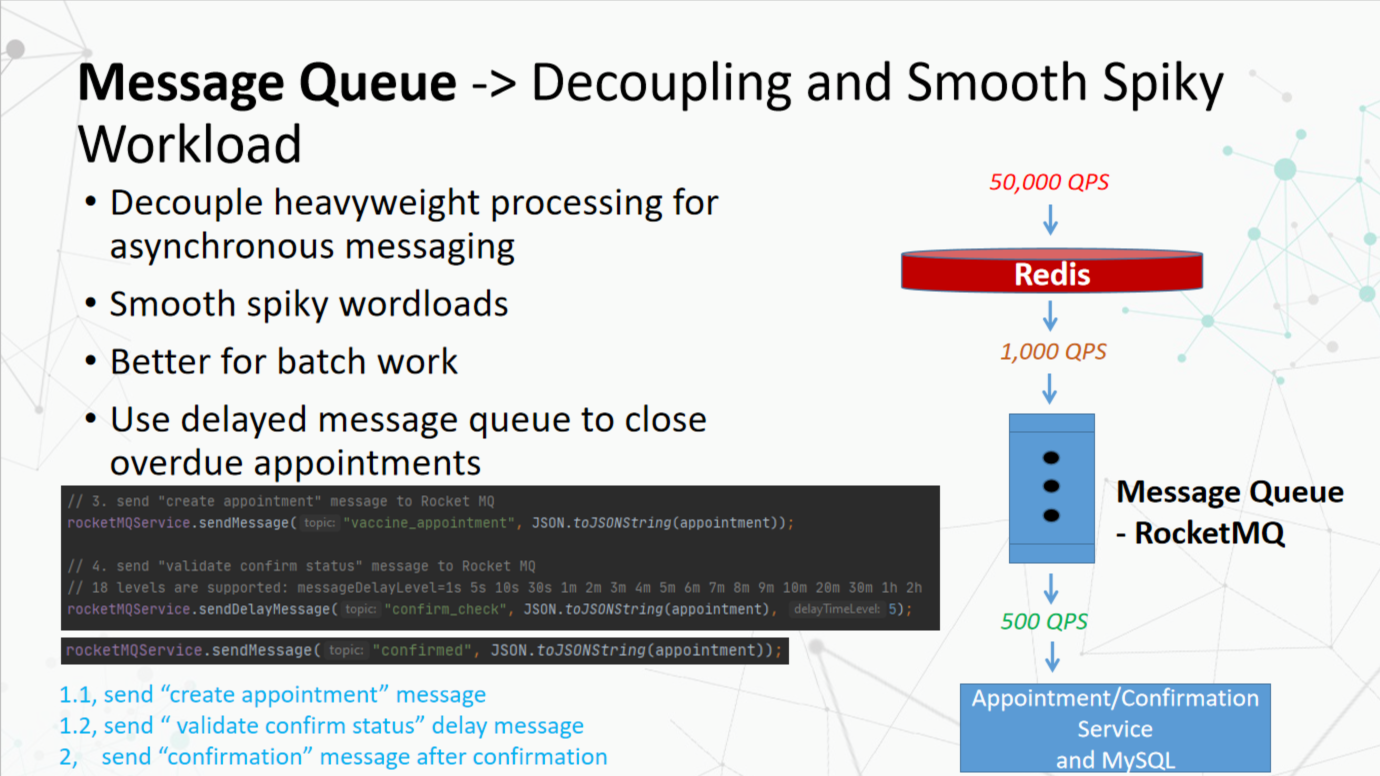 Message Queue -> Decoupling and Smooth Spiky
Workload
• Decouple heavyweight processing for
asynchronous messaging
• Smooth spiky wordloads
• Better for batch work
• Use delayed message queue to close
overdue appointments
// 3. send "create appointment" message to Rocket MQ
rocketMQService.sendMessage( topic: "vaccine_appointment", JSON.toJSONString(appointment));
// 4. send "validate confirm status" message to Rocket MQ
// 18 levels are supported: messageDelayLevel=1s 5s 10s 30s 1m 2m 3m 4m 5m 6m 7m 8m 9m 10m 20m 30m 1h 2h
rocketMQService.sendDelayMessage( topic: "confirm_check", JSON.toJSONString(appointment), delayTimeLevel: 5);
rocketMQService.sendMessage( topic: "confirmed", JSON.toJSONString(appointment));
1.1, send “create appointment” message
1.2, send “ validate confirm status” delay message
2, send “confirmation” message after confirmation
50,000 QPS
Redis
1,000 QPS
Message Queue
- RocketMQ
500 QPS
Appointment/Confirmation
Service
and MySQL